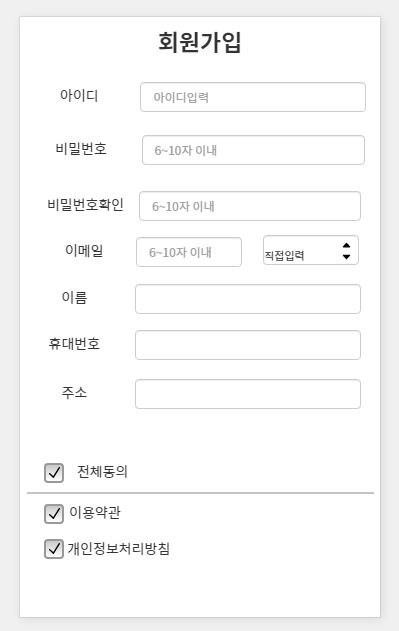 회원가입
아이디 아이디입력
비밀번호 6~10자 이내
비밀번호확인 6~10자 이내
이메일 6~10자 이내 직접입력
이름
휴대번호
주소
전체동의
이용약관
개인정보처리방침